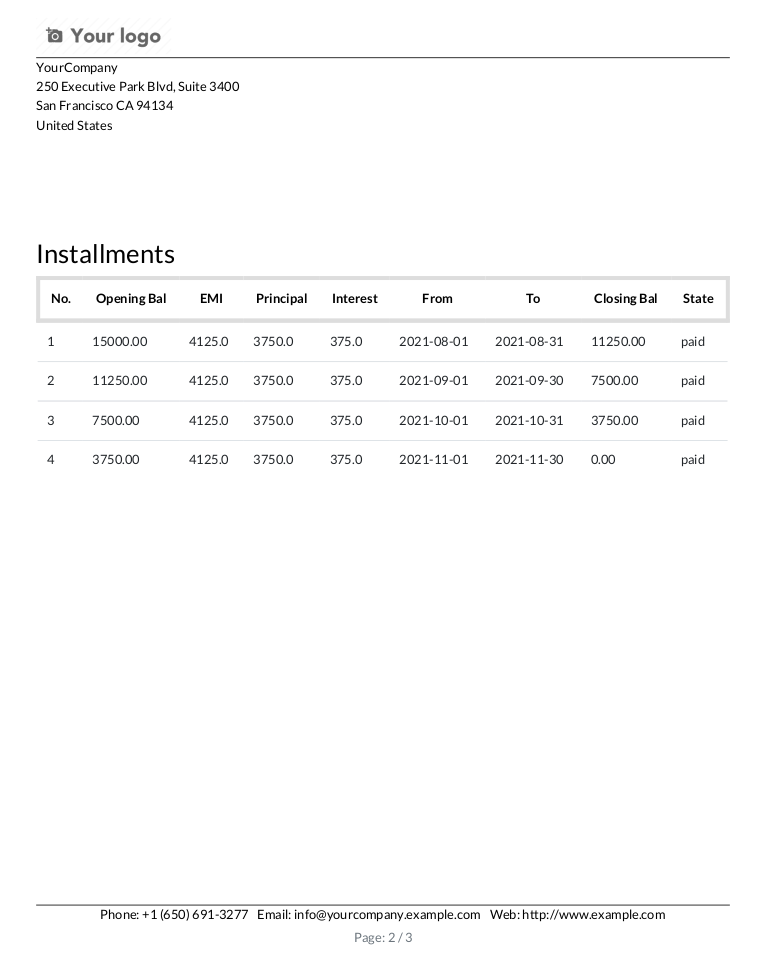 Your logo
YourCompany
250 Executive Park Blvd, Suite 3400
San Francisco CA 94134
United States
Installments
No. Opening Bal EMI Principal Interest From To Closing Bal State
1 15000.00 4125.0 3750.0 375.0 2021-08-01 2021-08-31 11250.00 paid
2 11250.00 4125.0 3750.0 375.0 2021-09-01 2021-09-30 7500.00 paid
3 7500.00 4125.0 3750.0 375.0 2021-10-01 2021-10-31 3750.00 paid
4 3750.00 4125.0 3750.0 375.0 2021-11-01 2021-11-30 0.00 paid
Phone: +1 (650) 691-3277 Email: info@yourcompany.example.com Web: http://www.example.com
Page: 2 / 3